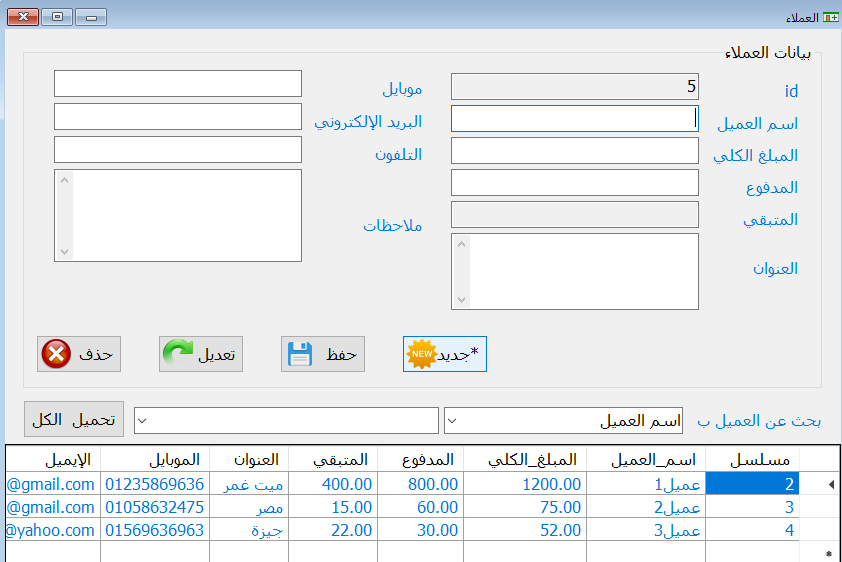 العملاء
بيانات العملاء
id 5 موبايل
اسم العميل البريد الإلكتروني
المبلغ الكلي التلفون
المدفوع
المتبقي ملاحظات
العنوان
*جديد NEW حفظ تعديل حذف
بحث عن العميل ب اسم العميل تحميل الكل
مسلسل اسم_العميل المبلغ_الكلي المدفوع المتبقي العنوان الموبايل الإيميل
2 عميل1 1200.00 800.00 400.00 ميت غمر 01235869636 @gmail.com
3 عميل2 75.00 60.00 15.00 مصر 01058632475 @gmail.com
4 عميل3 52.00 30.00 22.00 جيزة 01569636963 @yahoo.com